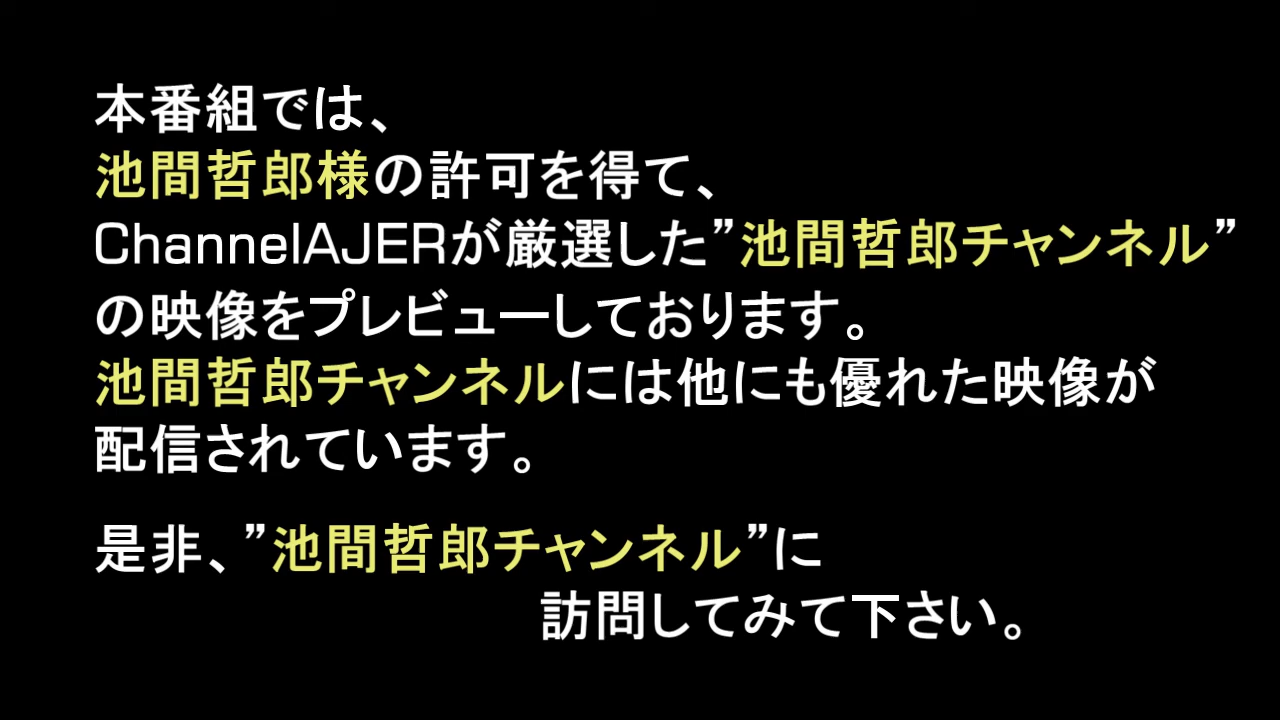 本番組では、
池間哲郎様の許可を得て、
ChannelAJERが厳選した”池間哲郎チャンネル”
の映像をプレビューしております。
池間哲郎チャンネルには他にも優れた映像が
配信されています。
是非、”池間哲郎チャンネル”に
訪問してみて下さい。